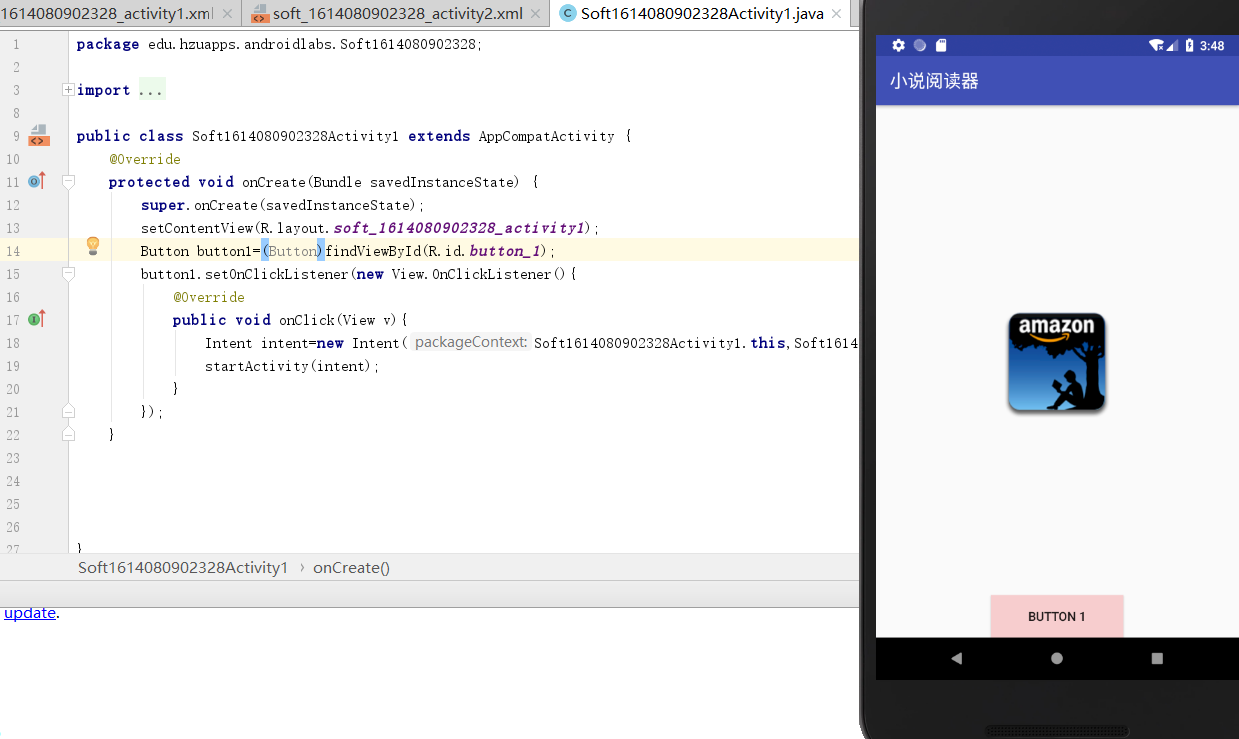 1614080902328_activity1.xml
soft_1614080902328_activity2.xml
Soft1614080902328Activity1.java
1 package edu.hzuapps.androidlabs.Soft1614080902328;
2
3 import ...
8
9 public class Soft1614080902328Activity1 extends AppCompatActivity {
10 @Override
11 protected void onCreate(Bundle savedInstanceState) {
12 super.onCreate(savedInstanceState);
13 setContentView(R.layout.soft_1614080902328_activity1);
14 Button button1=(Button)findViewById(R.id.button_1);
15 button1.setOnClickListener(new View.OnClickListener(){
16 @Override
17 public void onClick(View v){
18 Intent intent=new Intent( packageContext: Soft1614080902328Activity1.this,Soft1614
19 startActivity(intent);
20 }
21 });
22 }
23
24
25
26
27 }
Soft1614080902328Activity1 › onCreate()
update.
3:48
小说阅读器
amazon
BUTTON 1